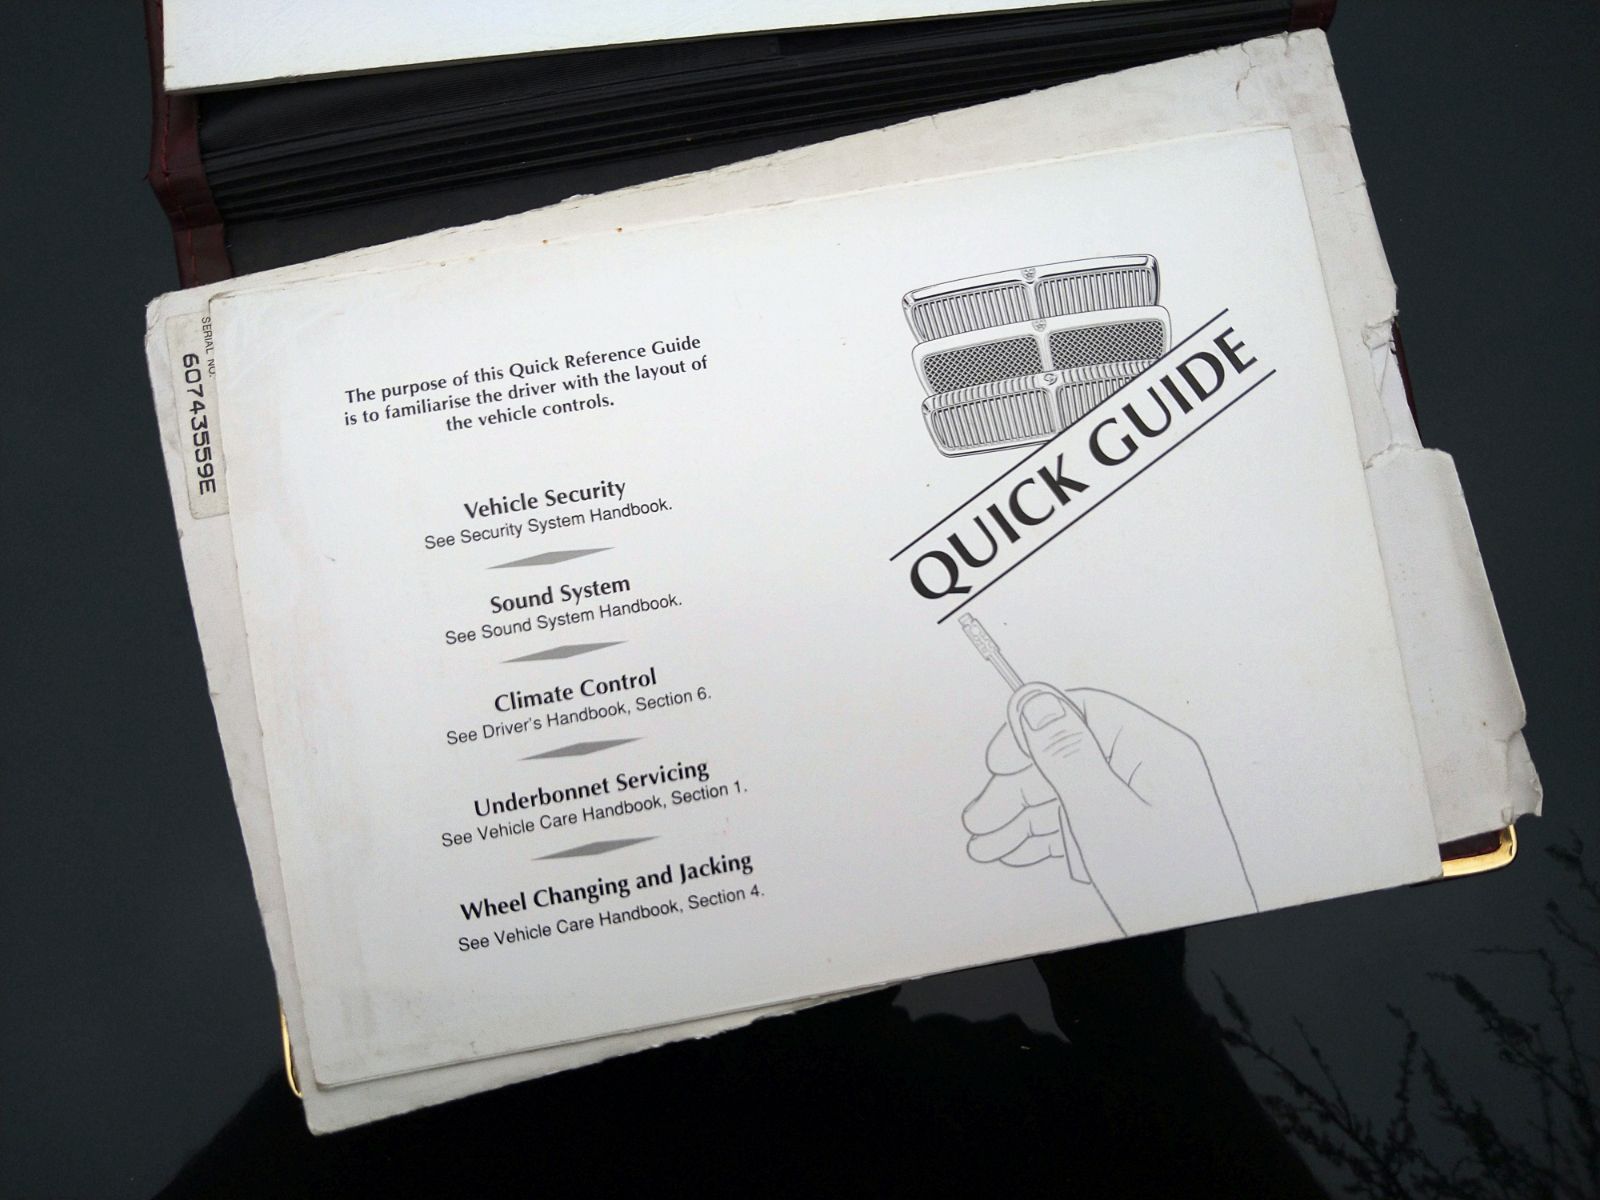 SERIAL NO.
607435559E
The purpose of this Quick Reference Guide
is to familiarise the driver with the layout of
the vehicle controls.
Vehicle Security
See Security System Handbook.
Sound System
See Sound System Handbook.
Climate Control
See Driver's Handbook, Section 6.
Underbonnet Servicing
See Vehicle Care Handbook, Section 1.
Wheel Changing and Jacking
See Vehicle Care Handbook, Section 4.
QUICK GUIDE